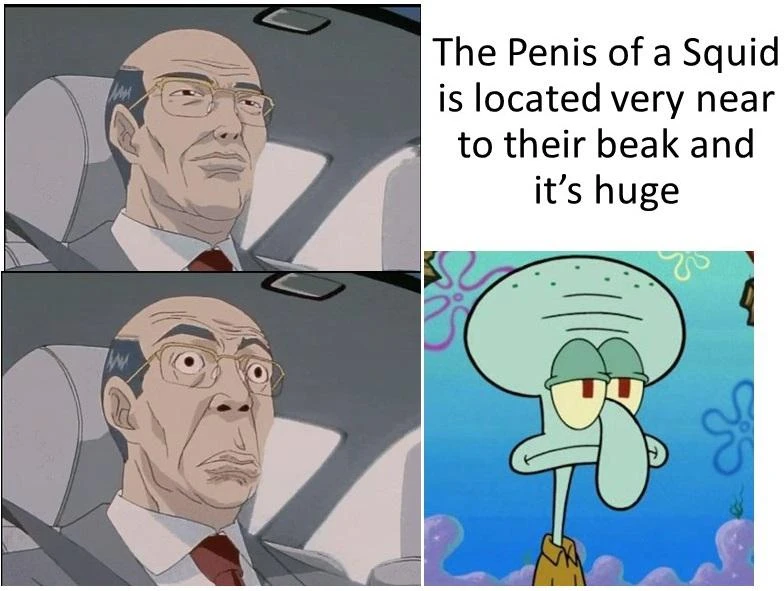 The Penis of a Squid
is located very near
to their beak and
it’s huge